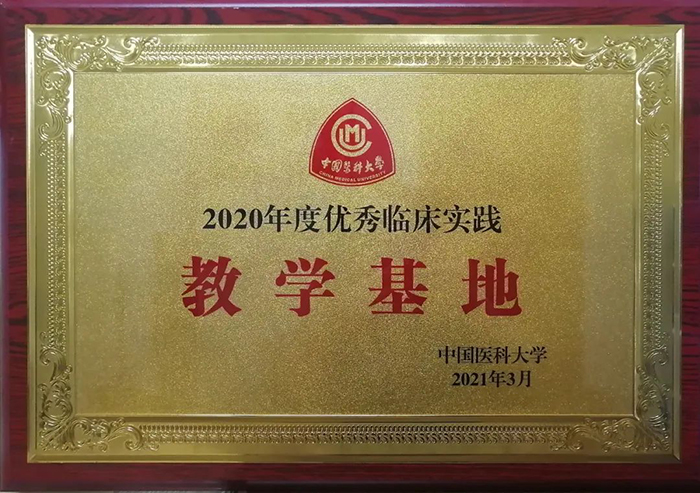 CMU
中国医科大学
CHINA MEDICAL UNIVERSITY
2020年度优秀临床实践
教学基地
中国医科大学
2021年3月